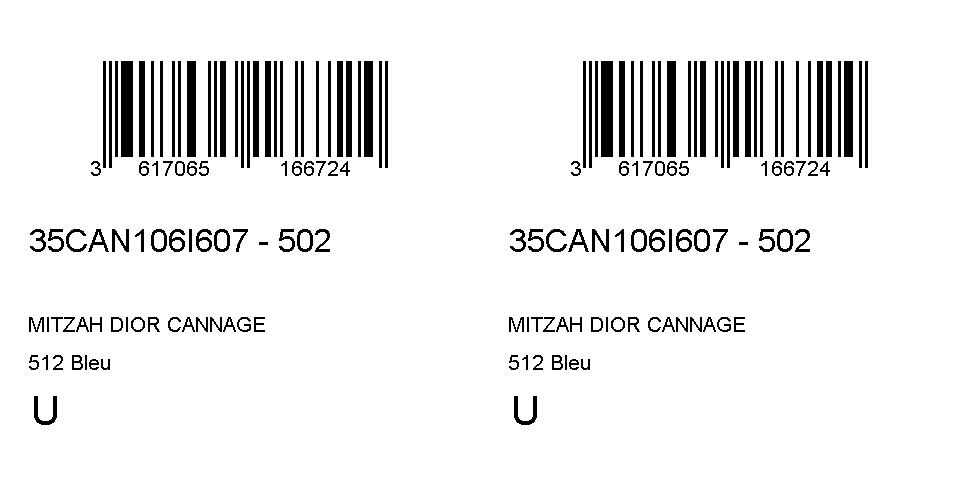 3 617065 166724
35CAN106I607 - 502
MITZAH DIOR CANNAGE
512 Bleu
U
3 617065 166724
35CAN106I607 - 502
MITZAH DIOR CANNAGE
512 Bleu
U